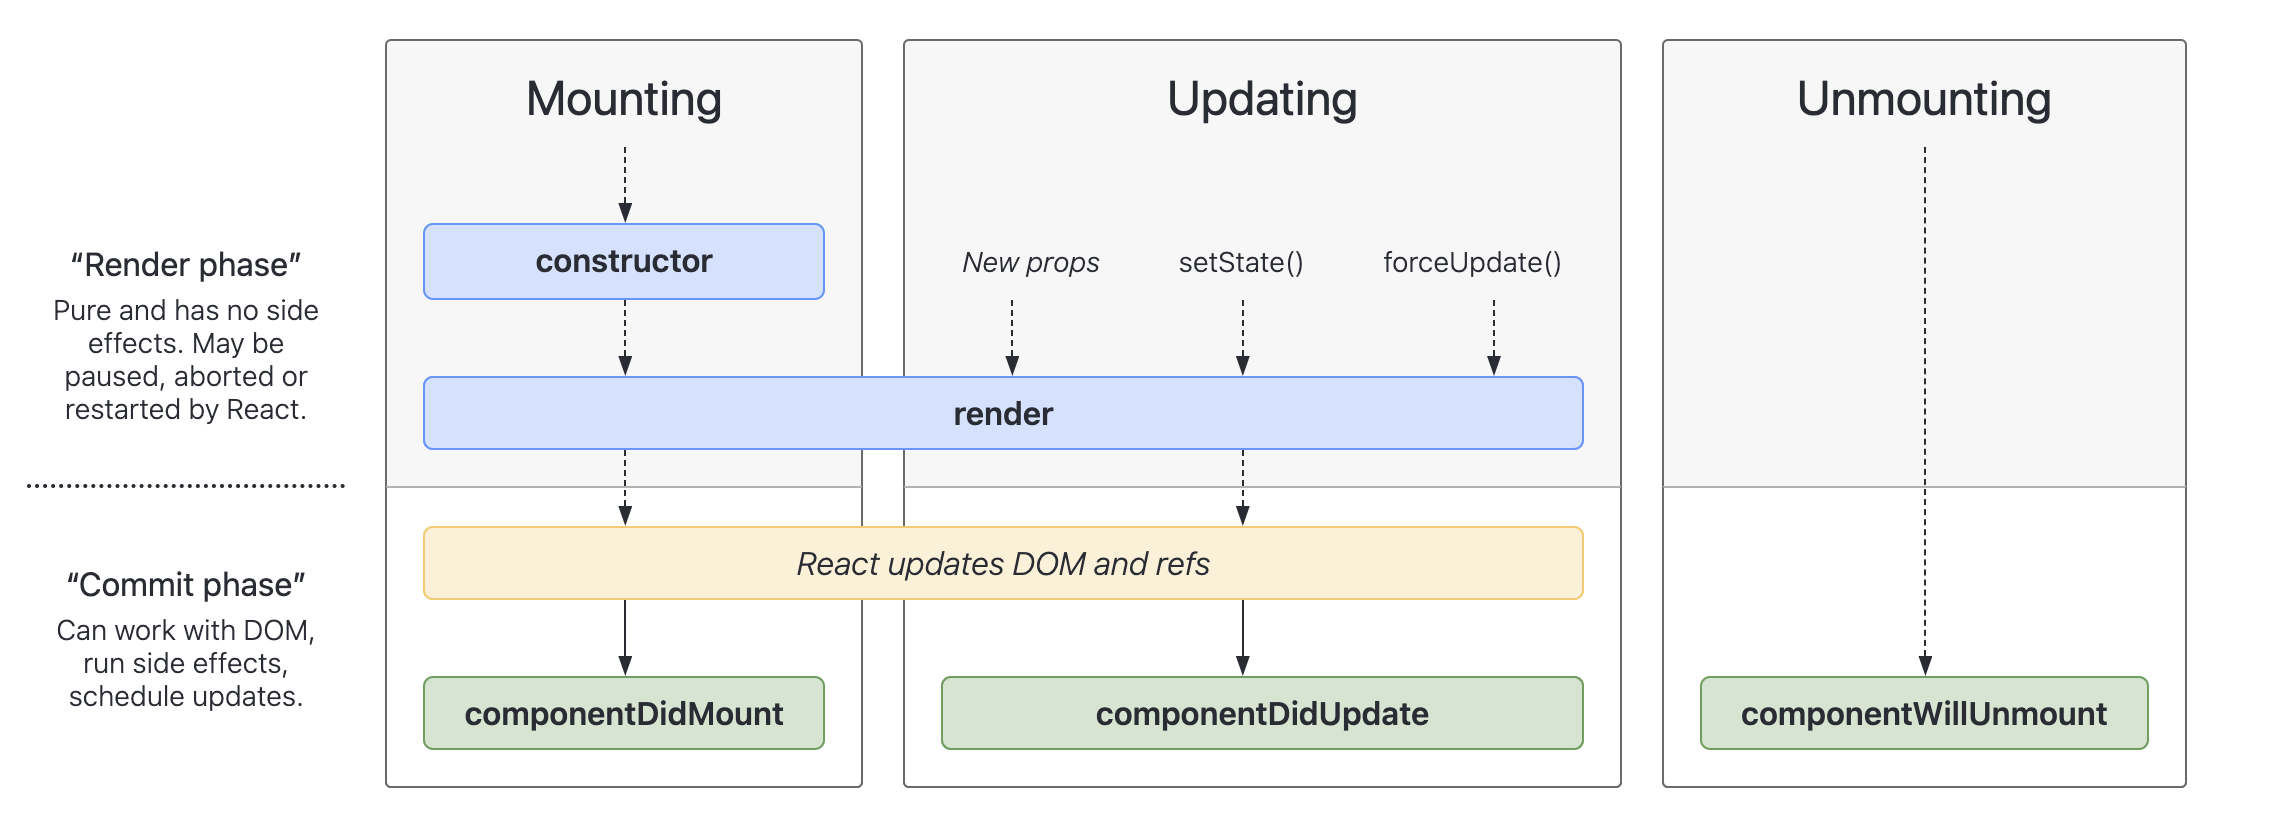 Mounting
Updating
Unmounting
“Render phase”
Pure and has no side
effects. May be
paused, aborted or
restarted by React.
constructor
New props
setState()
forceUpdate()
render
“Commit phase”
Can work with DOM,
run side effects,
schedule updates.
React updates DOM and refs
componentDidMount
componentDidUpdate
componentWillUnmount